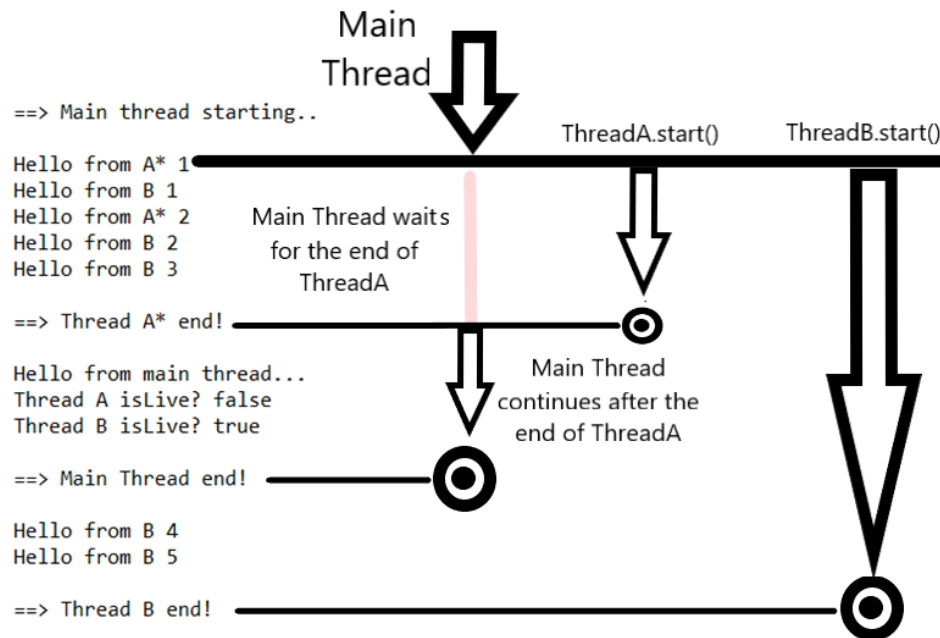 Main
Thread
==> Main thread starting..
ThreadA.start()
ThreadB.start()
Hello from A* 1
Hello from B 1
Hello from A* 2
Hello from B 2
Hello from B 3
Main Thread waits
for the end of
ThreadA
==> Thread A* end!
Hello from main thread...
Thread A isLive? false
Thread B isLive? true
Main Thread
continues after the
end of ThreadA
==> Main Thread end!
Hello from B 4
Hello from B 5
==> Thread B end!